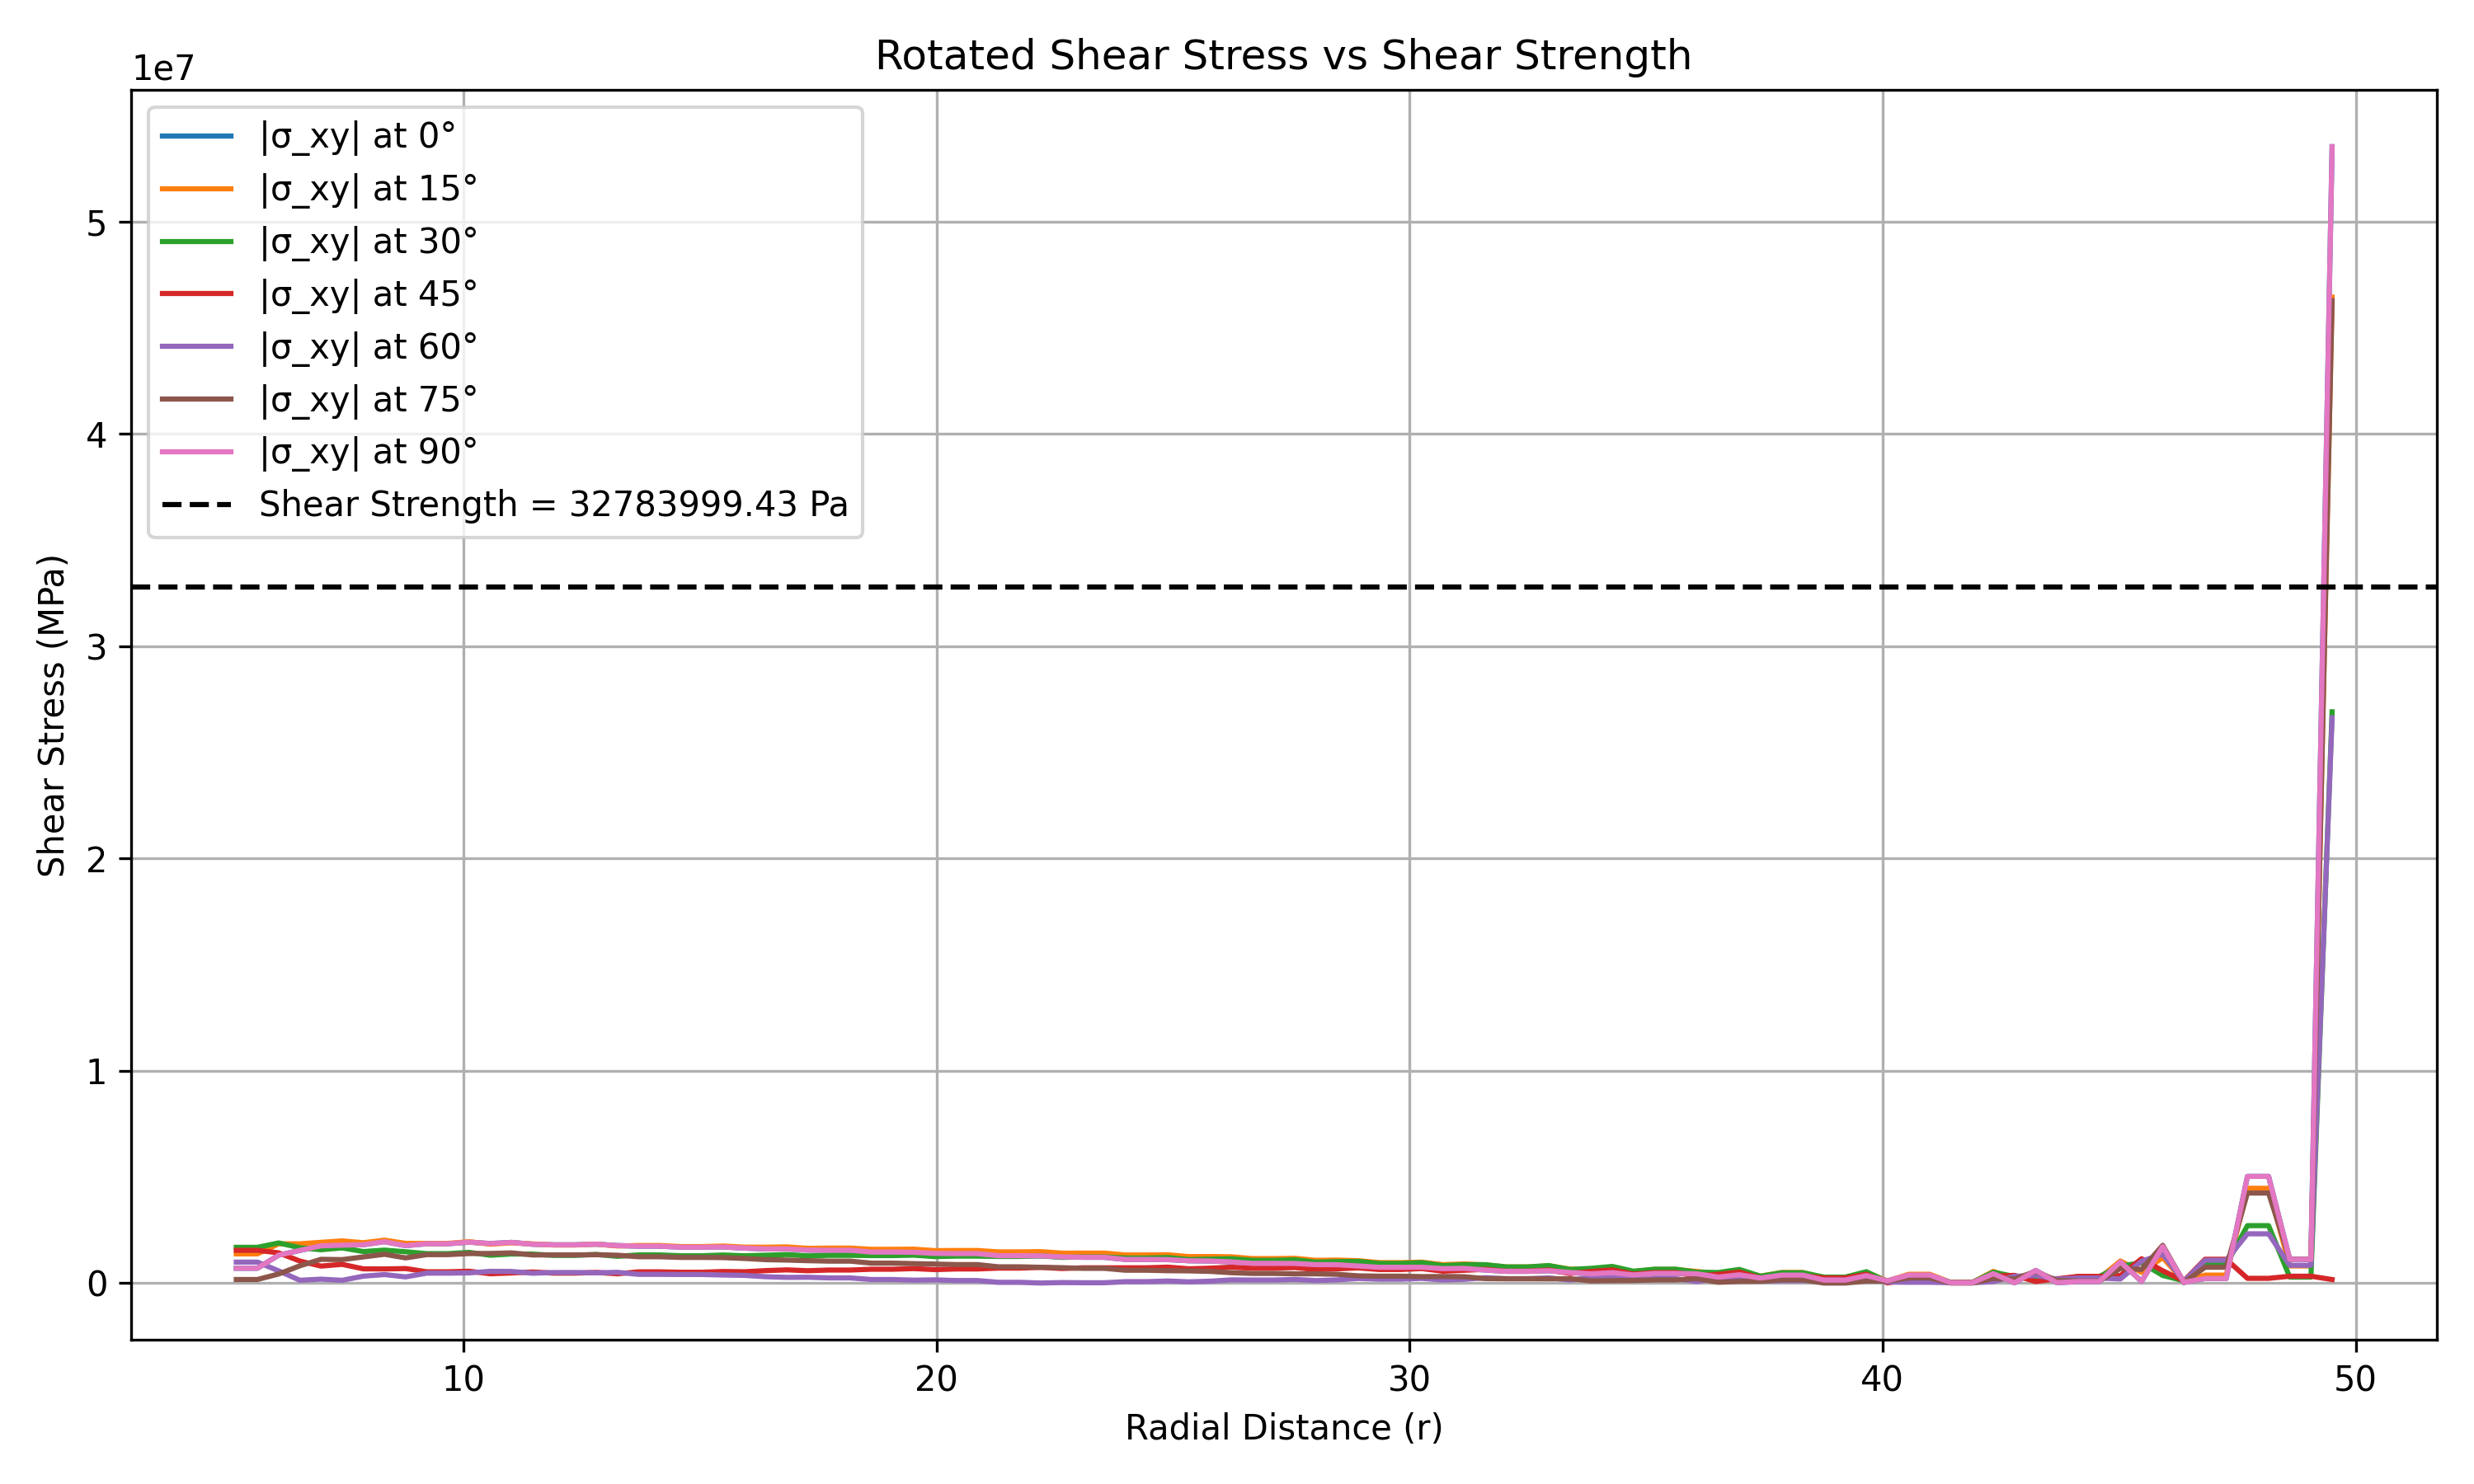 Rotated Shear Stress vs Shear Strength
1e7
|σ_xy| at 0°
|σ_xy| at 15°
|σ_xy| at 30°
|σ_xy| at 45°
|σ_xy| at 60°
|σ_xy| at 75°
|σ_xy| at 90°
Shear Strength = 32783999.43 Pa
Shear Stress (MPa)
5
4
3
2
1
0
10 20 30 40 50
Radial Distance (r)